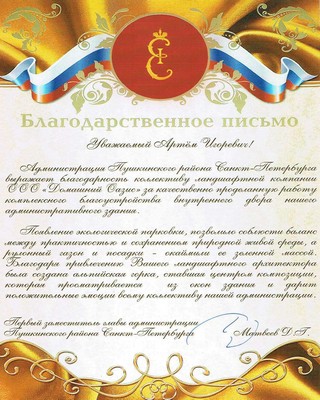 Благодарственное письмо
Уважаемый Артём Игоревич!
Администрация Пушкинского района Санкт-Петербурга
выражает благодарность коллективу ландшафтной компании
ООО «Домашний Оазис» за качественно проделанную работу
комплексного благоустройства внутреннего двора нашего
административного здания.
Появление экологической парковки, позволило соблюсти баланс
между практичностью и сохранением природной живой среды, а
рулонный газон и посадка - окаймили ее зеленной массой.
Благодаря привлечению Вашего ландшафтного архитектора
была создана альпийская горка, ставшая центром композиции,
которая просматривается из окон здания и дарит
положительные эмоции всему коллективу нашей администрации.
Первый заместитель главы администрации
Пушкинского района Санкт-Петербурга Матвеев Д.Г.